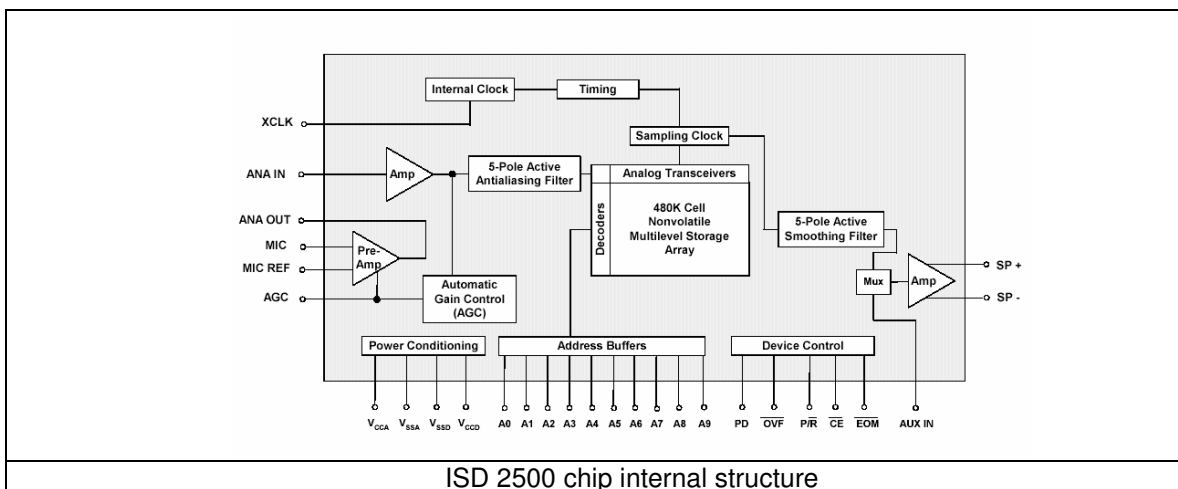 Internal Clock
Timing
XCLK
Sampling Clock
ANA IN
Amp
5-Pole Active
Antialiasing Filter
Analog Transceivers
Decoders
480K Cell
Nonvolatile
Multilevel Storage
Array
5-Pole Active
Smoothing Filter
ANA OUT
MIC
MIC REF
Pre-
Amp
AGC
Automatic
Gain Control
(AGC)
Mux
Amp
SP +
SP -
Power Conditioning
Address Buffers
Device Control
VCCA VSSA VSSD VCCD A0 A1 A2 A3 A4 A5 A6 A7 A8 A9 PD O̅V̅F̅ P/R̅ C̅E̅ E̅O̅M̅ AUX IN
ISD 2500 chip internal structure